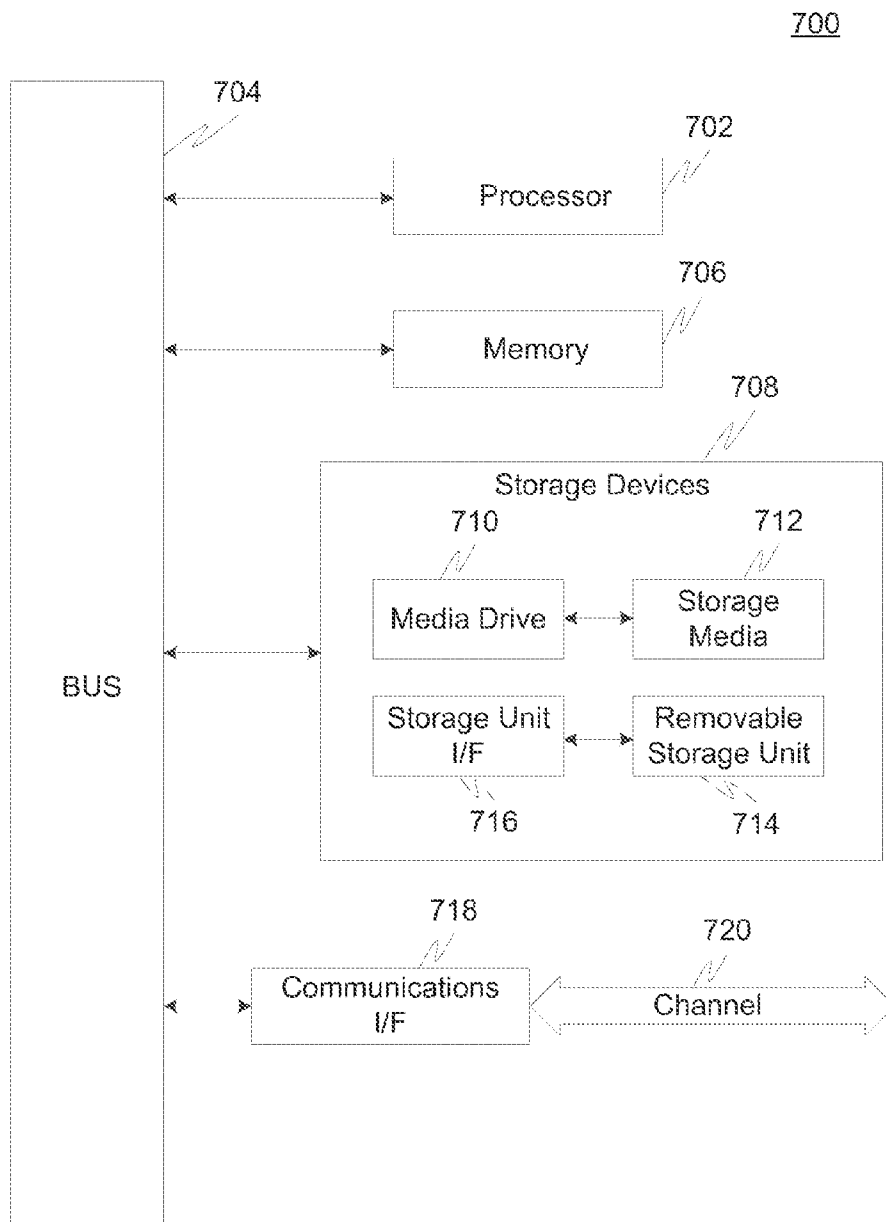 700
704
702
Processor
706
Memory
708
Storage Devices
710
712
Media Drive
Storage
Media
BUS
Storage Unit
I/F
Removable
Storage Unit
716
714
718
720
Communications
I/F
Channel